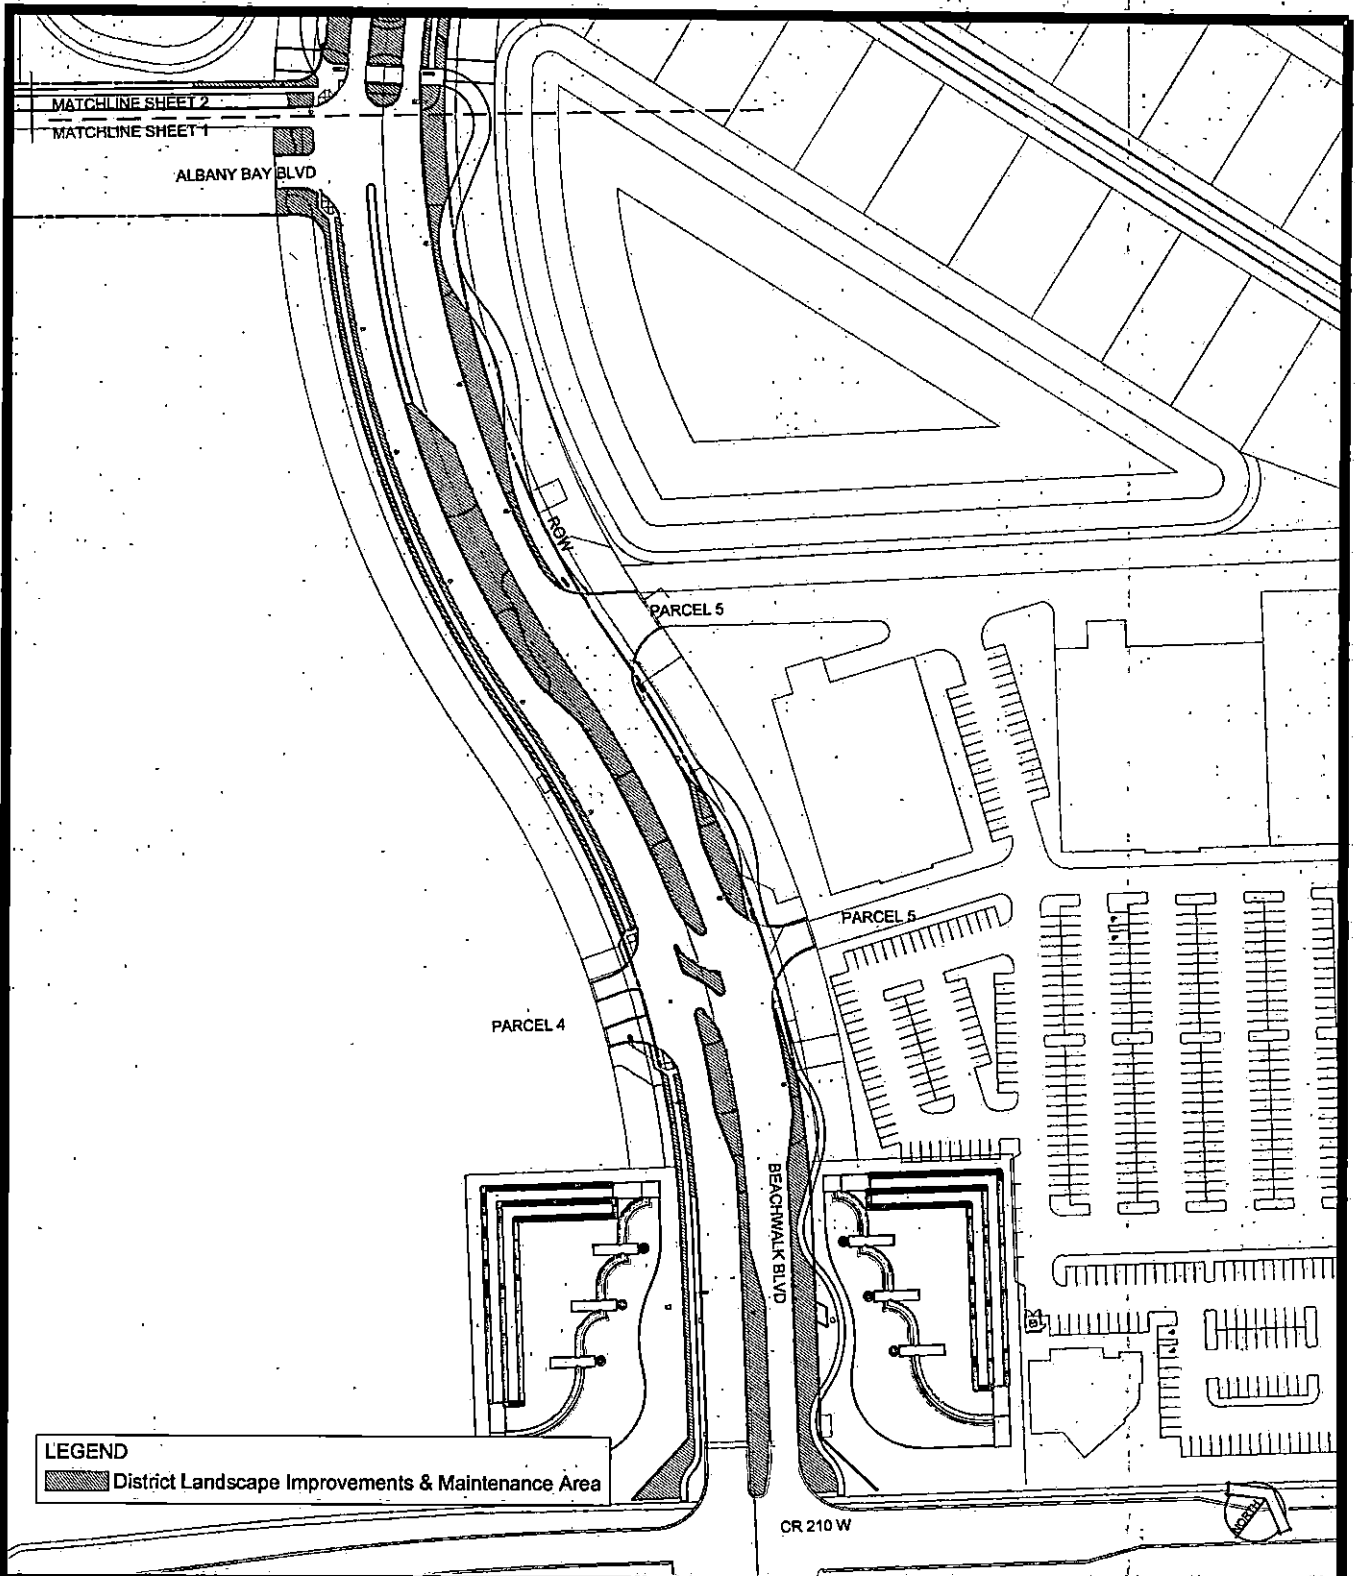 MATCHLINE SHEET 2
MATCHLINE SHEET 1
ALBANY BAY BLVD
ROW
PARCEL 5
PARCEL 5
PARCEL 4
BEACHWALK BLVD
LEGEND
District Landscape Improvements & Maintenance Area
CR 210 W
NORTH